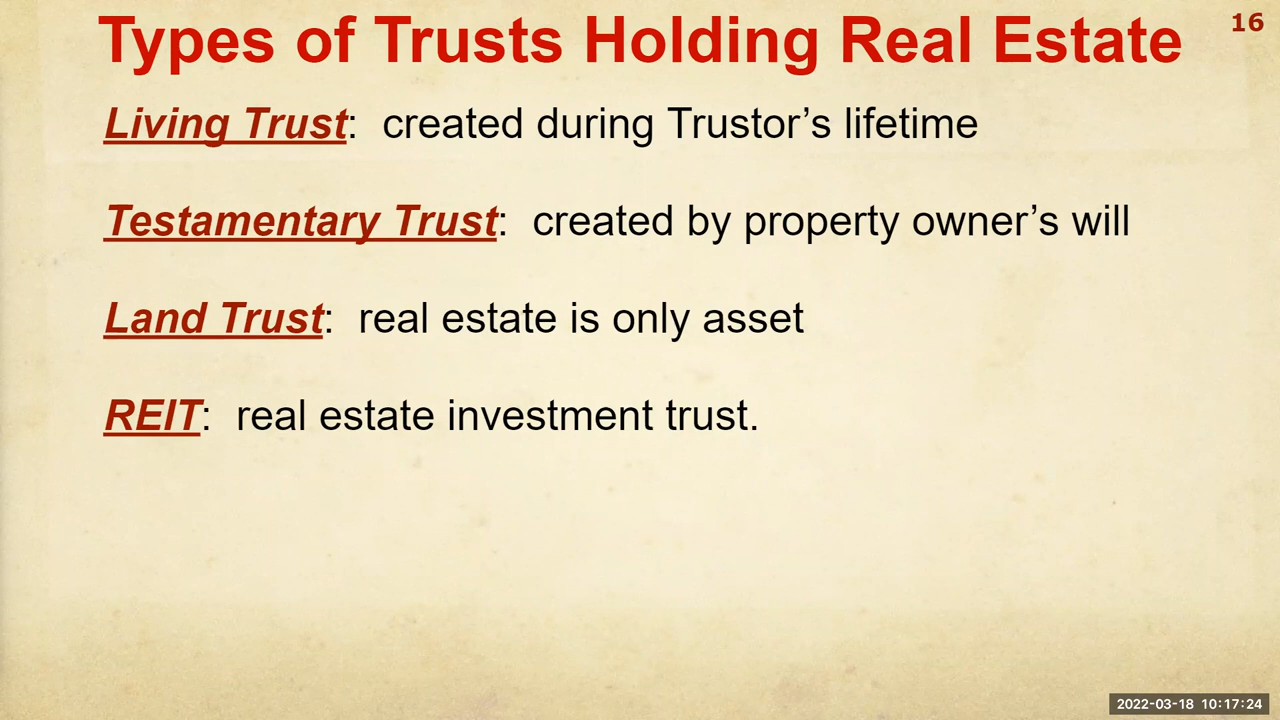 Types of Trusts Holding Real Estate
16
Living Trust: created during Trustor’s lifetime
Testamentary Trust: created by property owner’s will
Land Trust: real estate is only asset
REIT: real estate investment trust.
2022-03-18 10:17:24